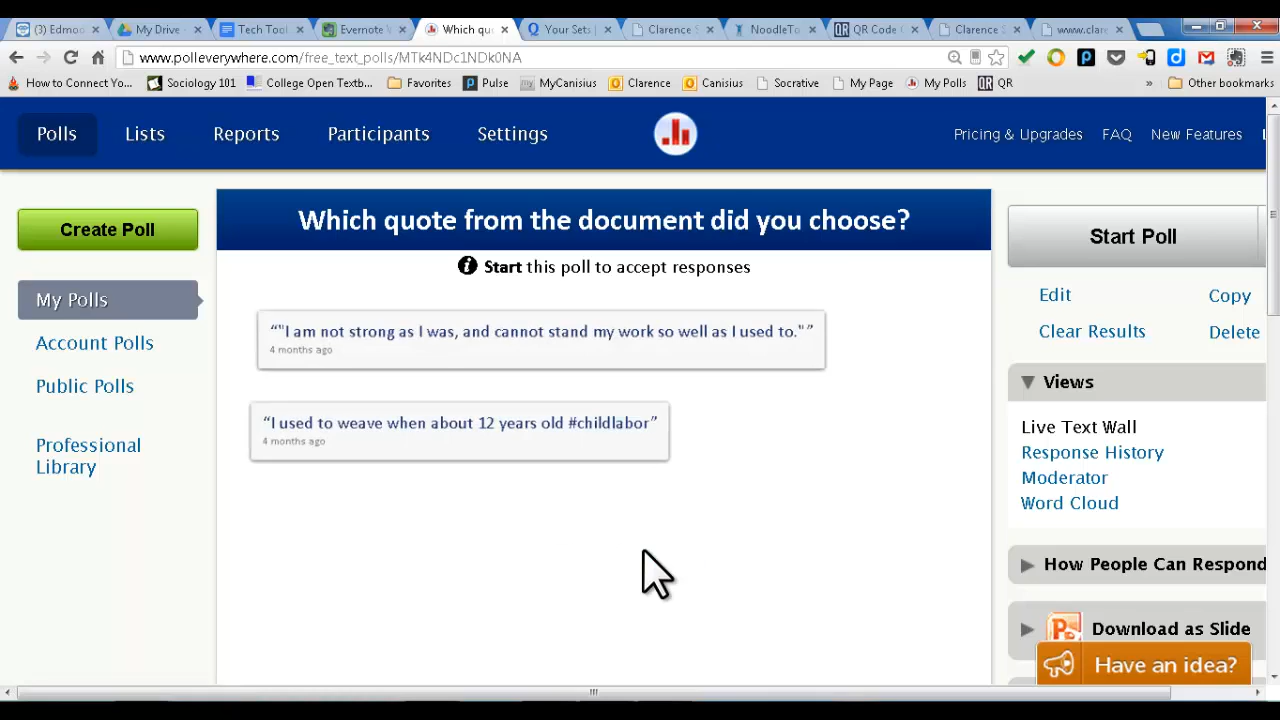 (3) Edmod
My Drive -
Tech Tool
Evernote W
Which qu
Your Sets |
Clarence S
NoodleTo
QR Code
Clarence S
www.clare
www.polleverywhere.com/free_text_polls/MTk4NDc1NDk0NA
How to Connect Yo...
Sociology 101
College Open Textb...
Favorites
Pulse
MyCanisius
Clarence
Canisius
Socrative
My Page
My Polls
QR
Other bookmarks
Polls
Lists
Reports
Participants
Settings
Pricing & Upgrades
FAQ
New Features
Create Poll
My Polls
Account Polls
Public Polls
Professional
Library
Which quote from the document did you choose?
Start this poll to accept responses
“"I am not strong as I was, and cannot stand my work so well as I used to."”
4 months ago
“I used to weave when about 12 years old #childlabor”
4 months ago
Start Poll
Edit
Copy
Clear Results
Delete
Views
Live Text Wall
Response History
Moderator
Word Cloud
How People Can Respond
Download as Slide
Have an idea?